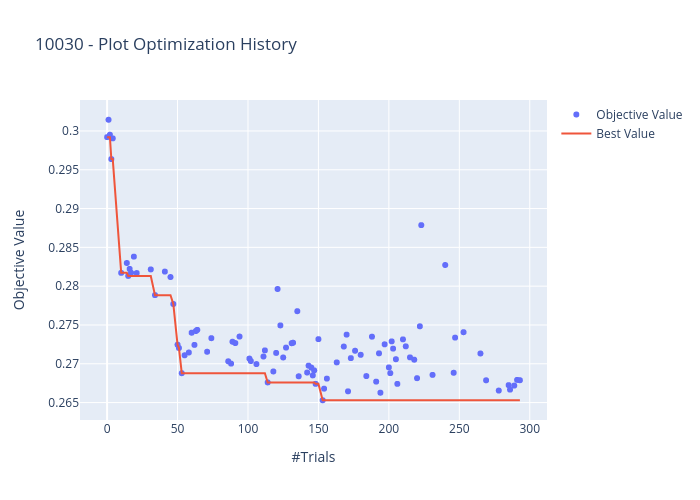 10030 - Plot Optimization History
Objective Value
Best Value
0.3
0.295
0.29
0.285
0.28
0.275
0.27
0.265
Objective Value
0 50 100 150 200 250 300
#Trials